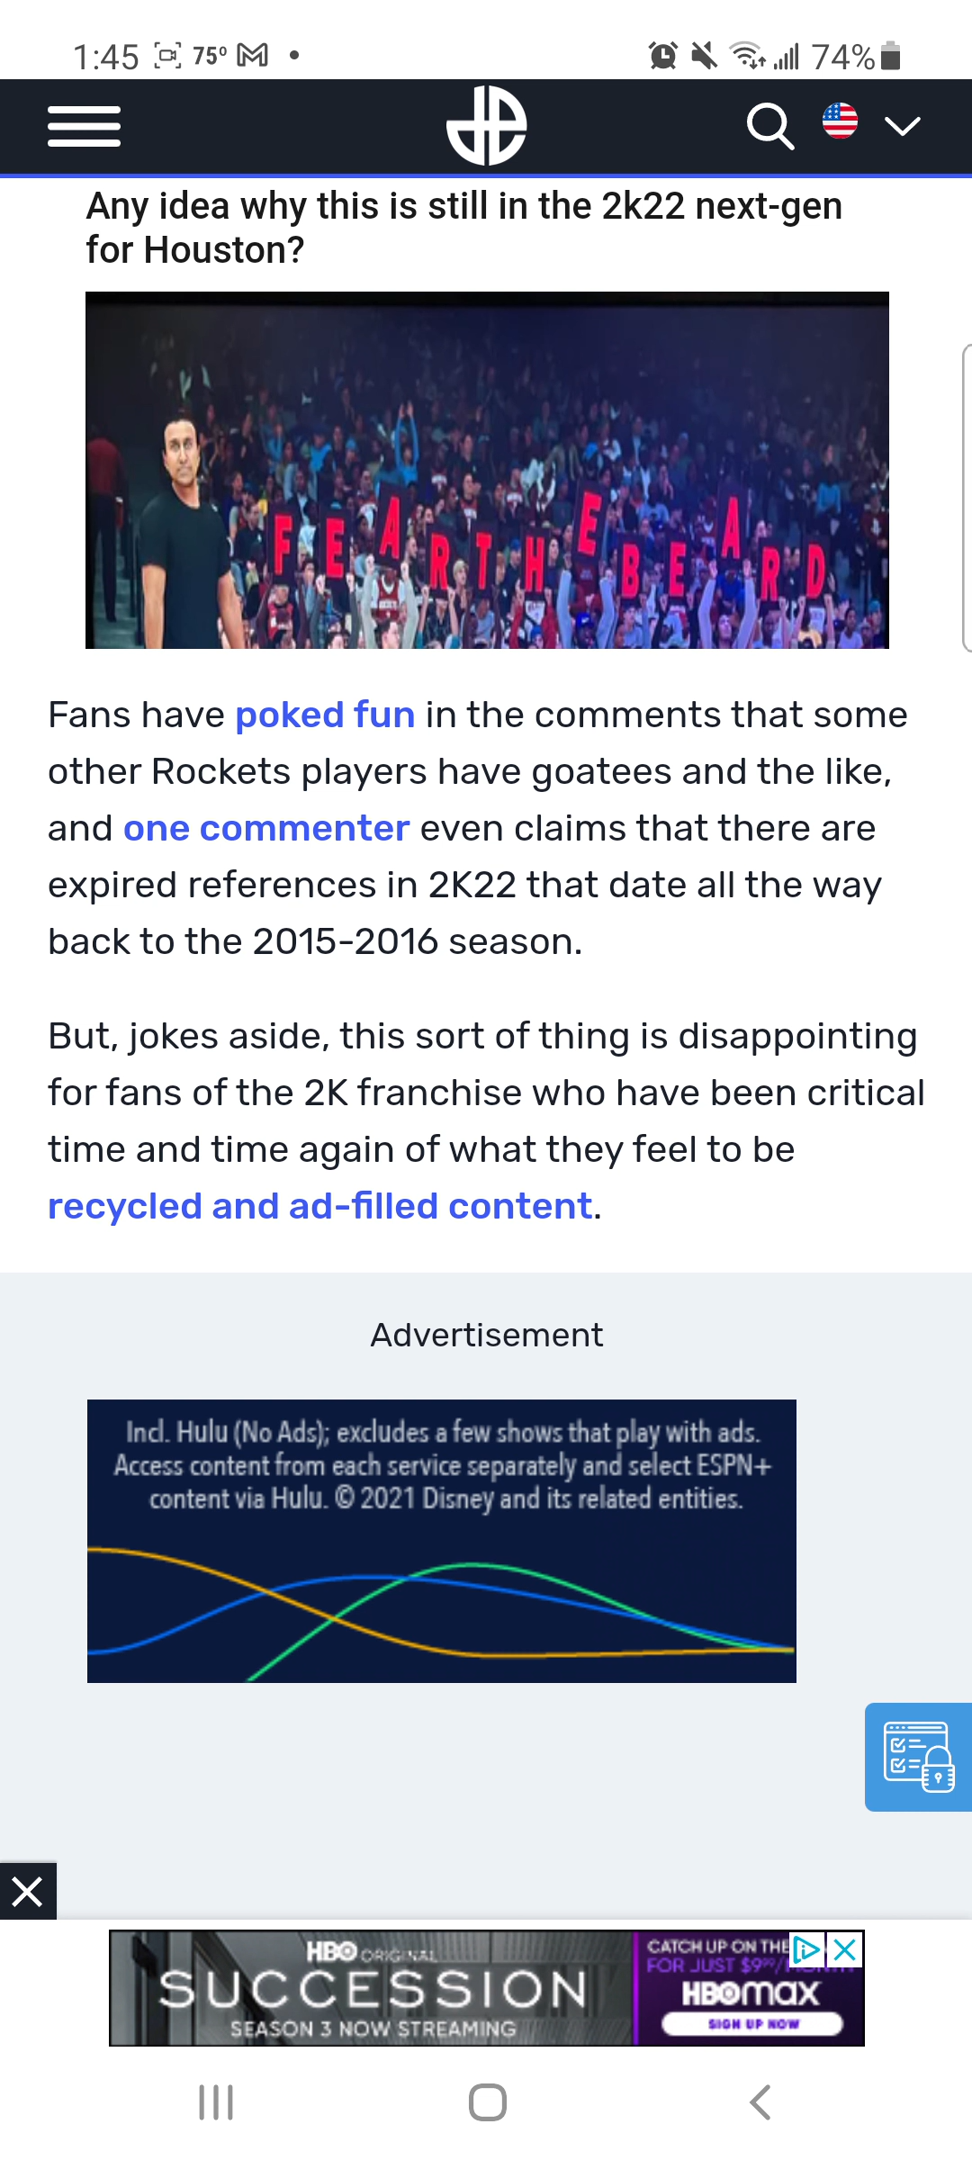 1:45 75° M
74%
Any idea why this is still in the 2k22 next-gen
for Houston?
FEAR THE BEARD
Fans have poked fun in the comments that some
other Rockets players have goatees and the like,
and one commenter even claims that there are
expired references in 2K22 that date all the way
back to the 2015-2016 season.
But, jokes aside, this sort of thing is disappointing
for fans of the 2K franchise who have been critical
time and time again of what they feel to be
recycled and ad-filled content.
Advertisement
Incl. Hulu (No Ads); excludes a few shows that play with ads.
Access content from each service separately and select ESPN+
content via Hulu. © 2021 Disney and its related entities.
HBO ORIGINAL
SUCCESSION
SEASON 3 NOW STREAMING
CATCH UP ON THE
FOR JUST $9⁹⁹/
HBOmax
SIGN UP NOW